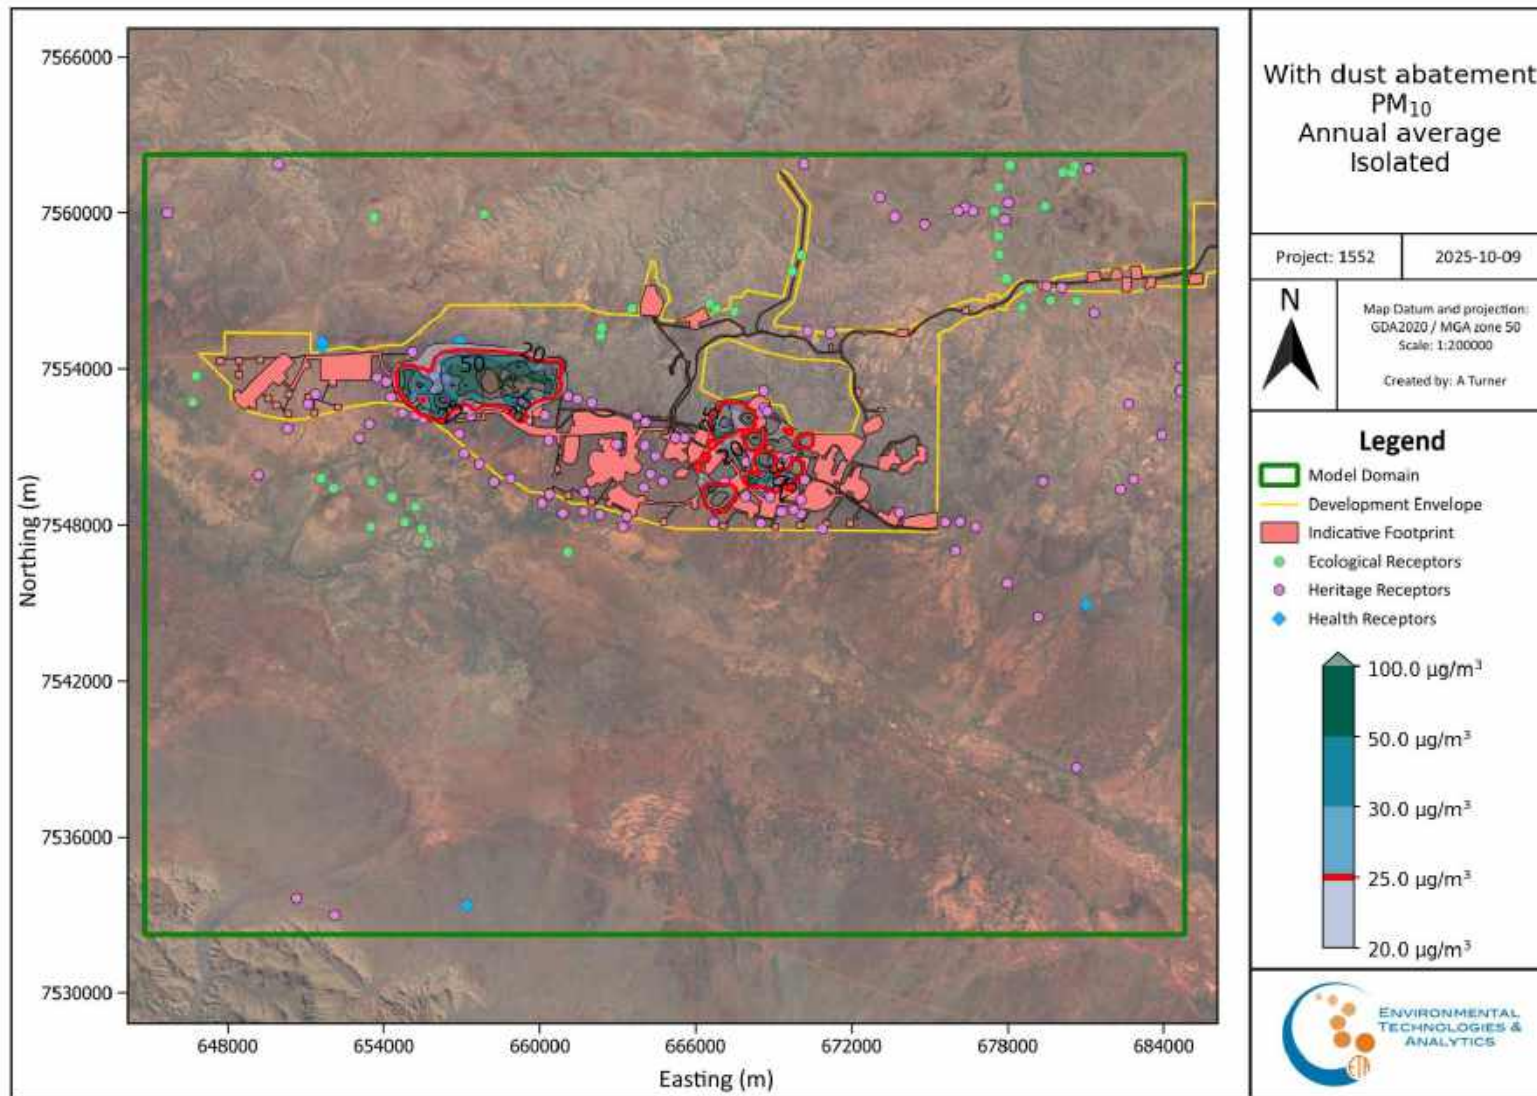 With dust abatement
PM₁₀
Annual average
Isolated
Project: 1552
2025-10-09
N
Map Datum and projection:
GDA2020 / MGA zone 50
Scale: 1:200000
Created by: A Turner
Legend
Model Domain
Development Envelope
Indicative Footprint
Ecological Receptors
Heritage Receptors
Health Receptors
100.0 µg/m³
50.0 µg/m³
30.0 µg/m³
25.0 µg/m³
20.0 µg/m³
ENVIRONMENTAL
TECHNOLOGIES &
ANALYTICS
Northing (m)
7566000
7560000
7554000
7548000
7542000
7536000
7530000
50
20
20
648000
654000
660000
666000
672000
678000
684000
Easting (m)